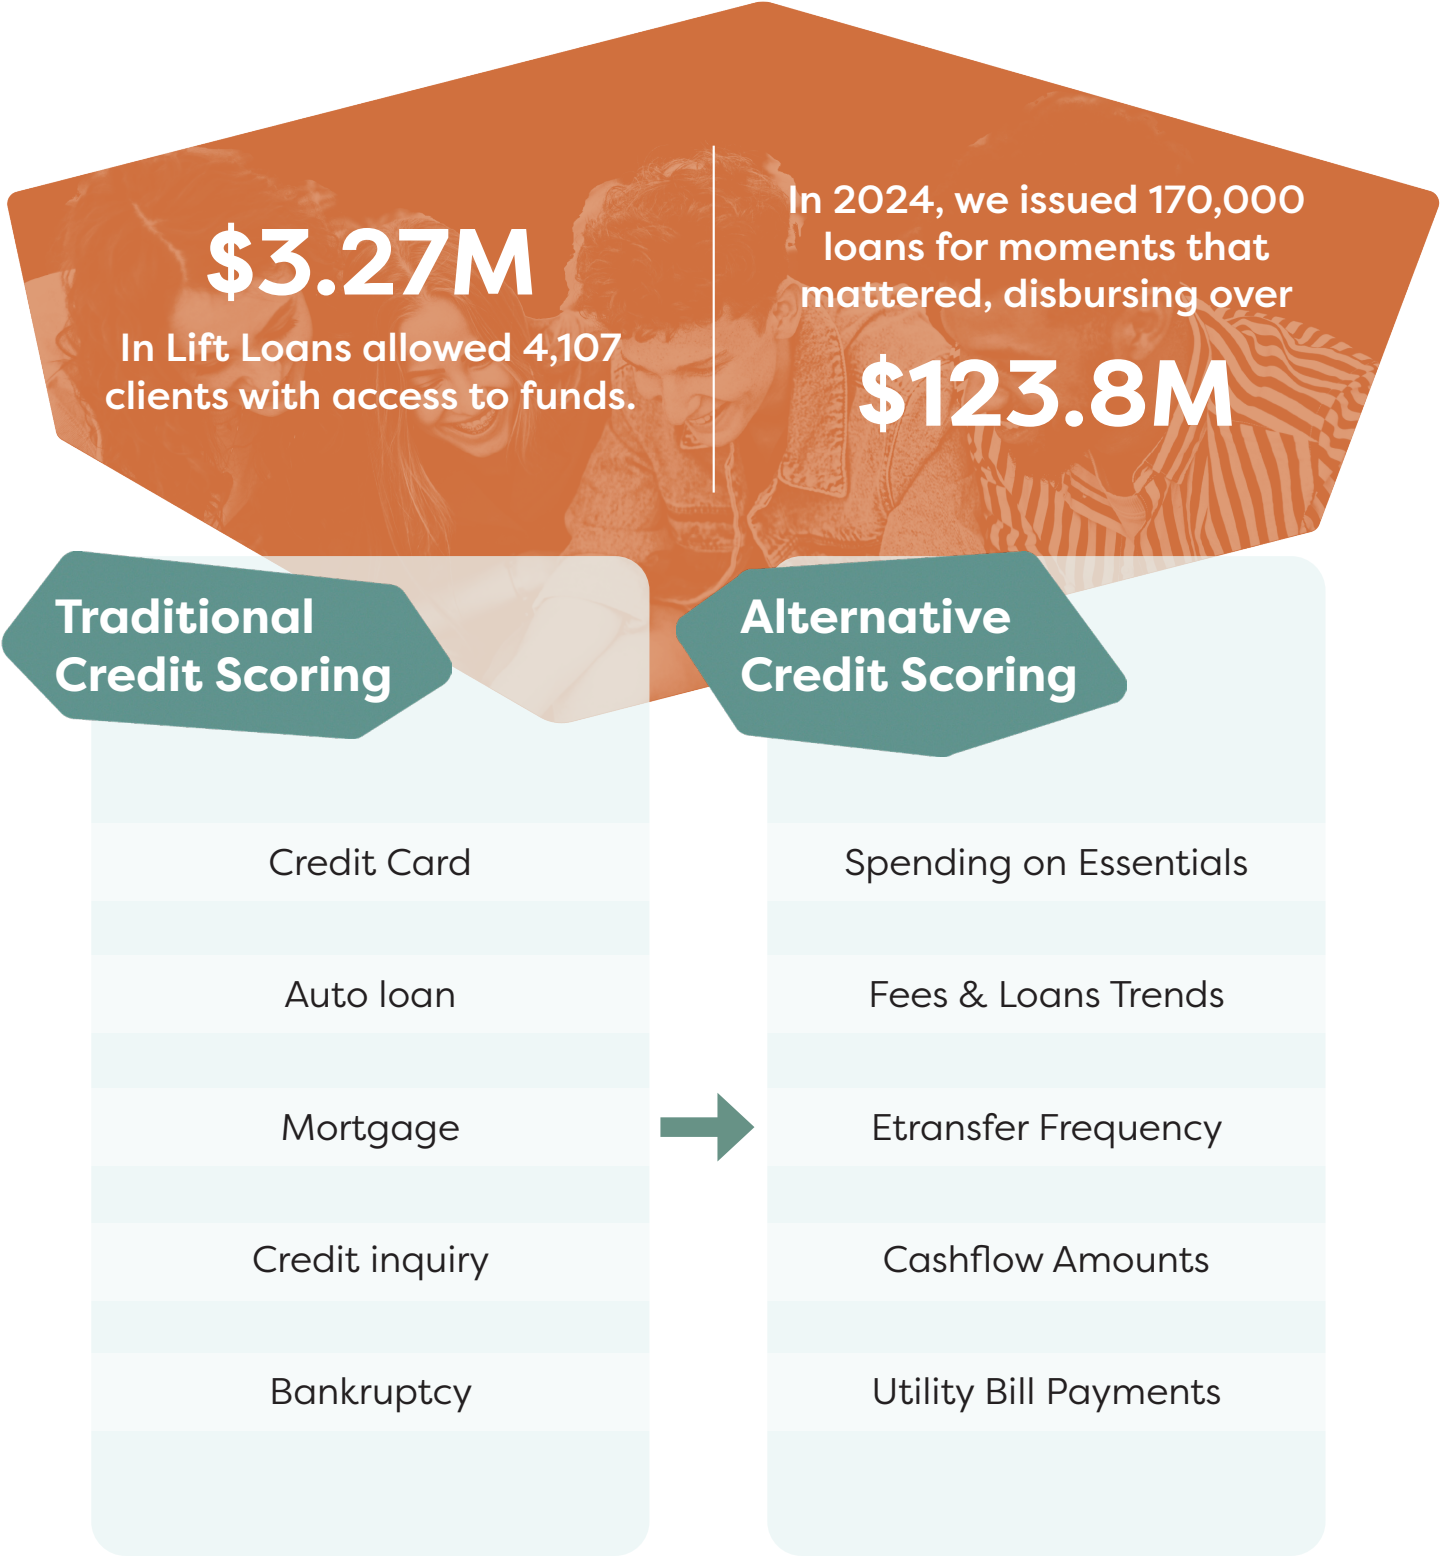 $3.27M
In Lift Loans allowed 4,107
clients with access to funds.
In 2024, we issued 170,000
loans for moments that
mattered, disbursing over
$123.8M
Traditional
Credit Scoring
Credit Card
Auto loan
Mortgage
Credit inquiry
Bankruptcy
Alternative
Credit Scoring
Spending on Essentials
Fees & Loans Trends
Etransfer Frequency
Cashflow Amounts
Utility Bill Payments